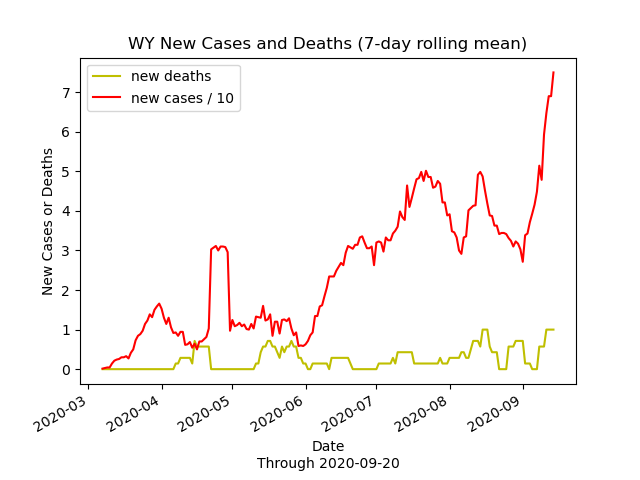 WY New Cases and Deaths (7-day rolling mean)
new deaths
new cases / 10
7
6
5
4
3
2
1
0
New Cases or Deaths
2020-03
2020-04
2020-05
2020-06
2020-07
2020-08
2020-09
Date
Through 2020-09-20